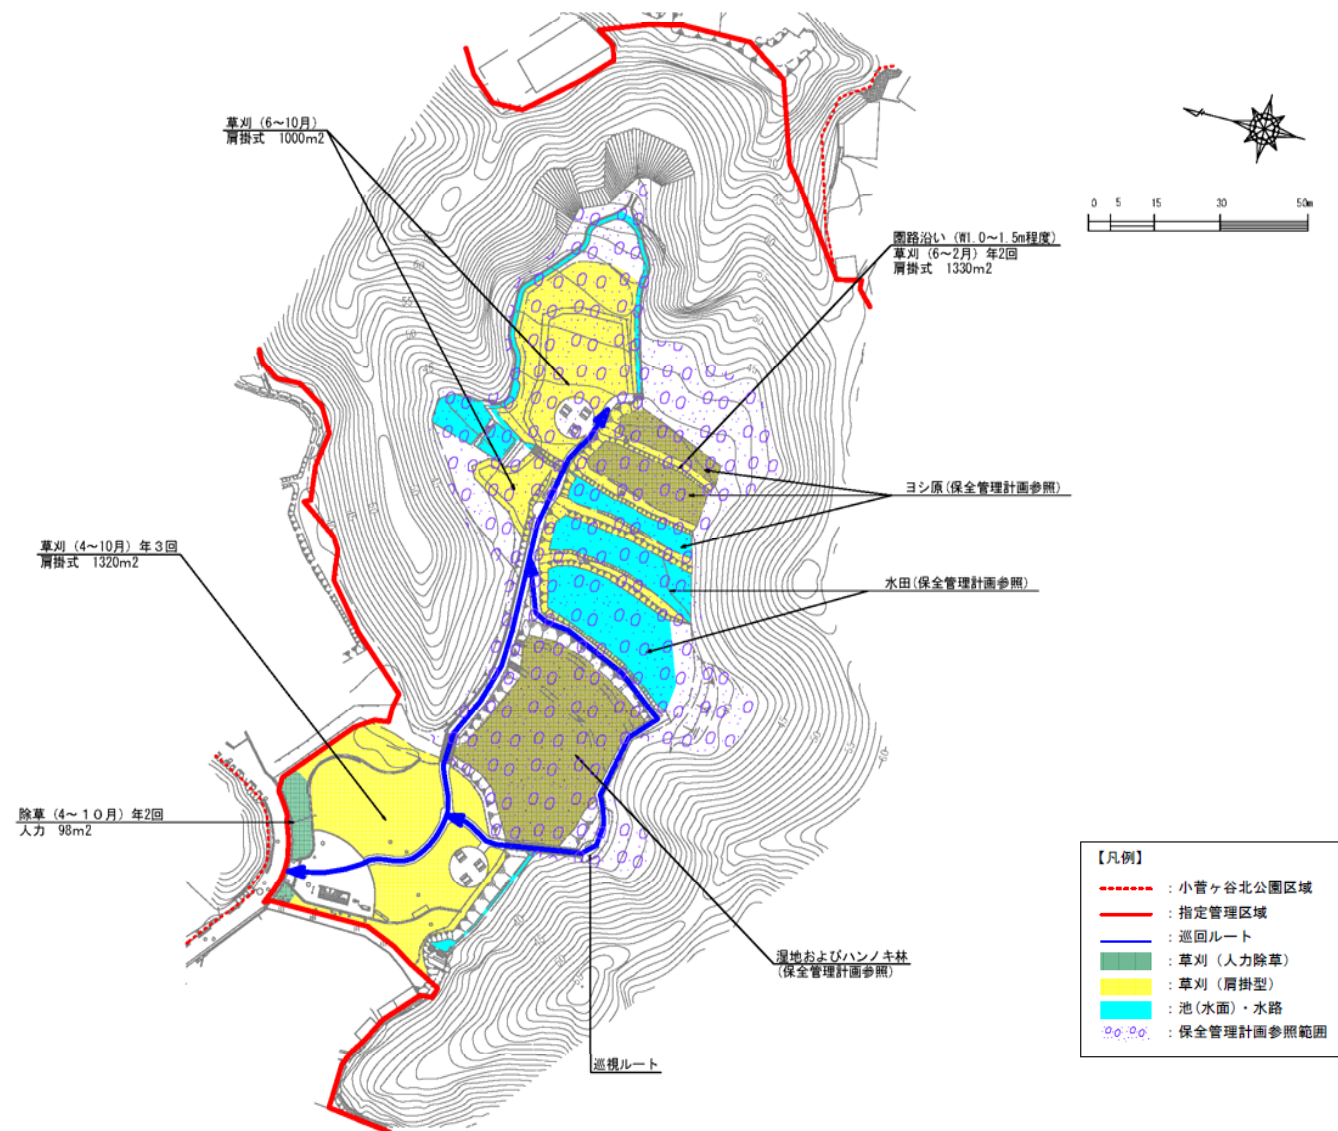 草刈（6～10月）
肩掛式　1000m2
0 5 15 30 50m
園路沿い（W1.0～1.5m程度）
草刈（6～2月）年2回
肩掛式　1330m2
ヨシ原(保全管理計画参照)
草刈（4～10月）年３回
肩掛式　1320m2
水田(保全管理計画参照)
除草（4～１０月）年2回
人力　98m2
湿地およびハンノキ林
(保全管理計画参照)
巡視ルート
【凡例】
：小菅ヶ谷北公園区域
：指定管理区域
：巡回ルート
：草刈（人力除草）
：草刈（肩掛型）
：池(水面)・水路
：保全管理計画参照範囲